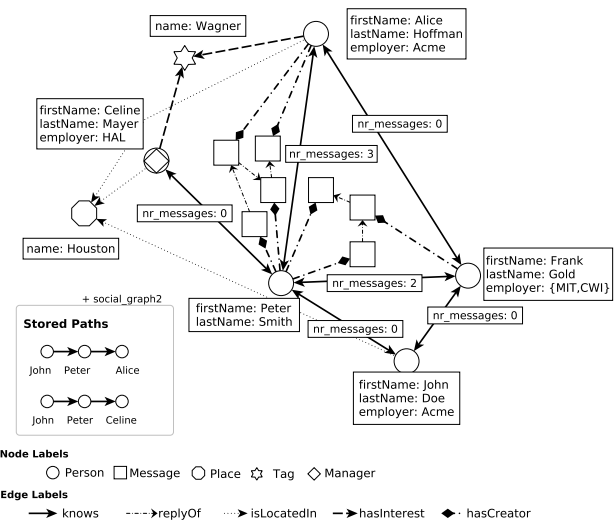 name: Wagner
firstName: Alice
lastName: Hoffman
employer: Acme
firstName: Celine
lastName: Mayer
employer: HAL
nr_messages: 0
nr_messages: 3
nr_messages: 0
name: Houston
firstName: Frank
lastName: Gold
employer: {MIT,CWI}
nr_messages: 2
+ social_graph2
firstName: Peter
lastName: Smith
nr_messages: 0
nr_messages: 0
Stored Paths
John Peter Alice
John Peter Celine
firstName: John
lastName: Doe
employer: Acme
Node Labels
Person Message Place Tag Manager
Edge Labels
knows replyOf isLocatedIn hasInterest hasCreator